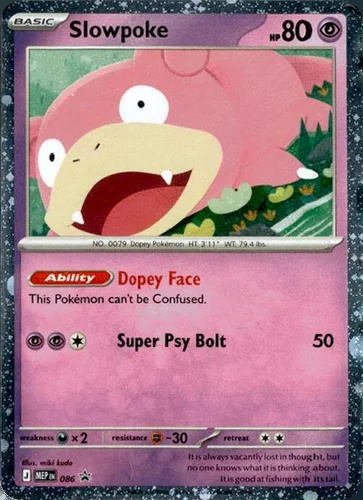 BASIC Slowpoke HP80
NO. 0079 Dopey Pokémon HT: 3'11" WT: 79.4 lbs
Ability Dopey Face
This Pokémon can't be Confused.
Super Psy Bolt 50
weakness ×2 resistance -30 retreat
Illus. miki kudo
J MEP EN 086
It is always vacantly lost in thought, but
no one knows what it is thinking about.
It is good at fishing with its tail.